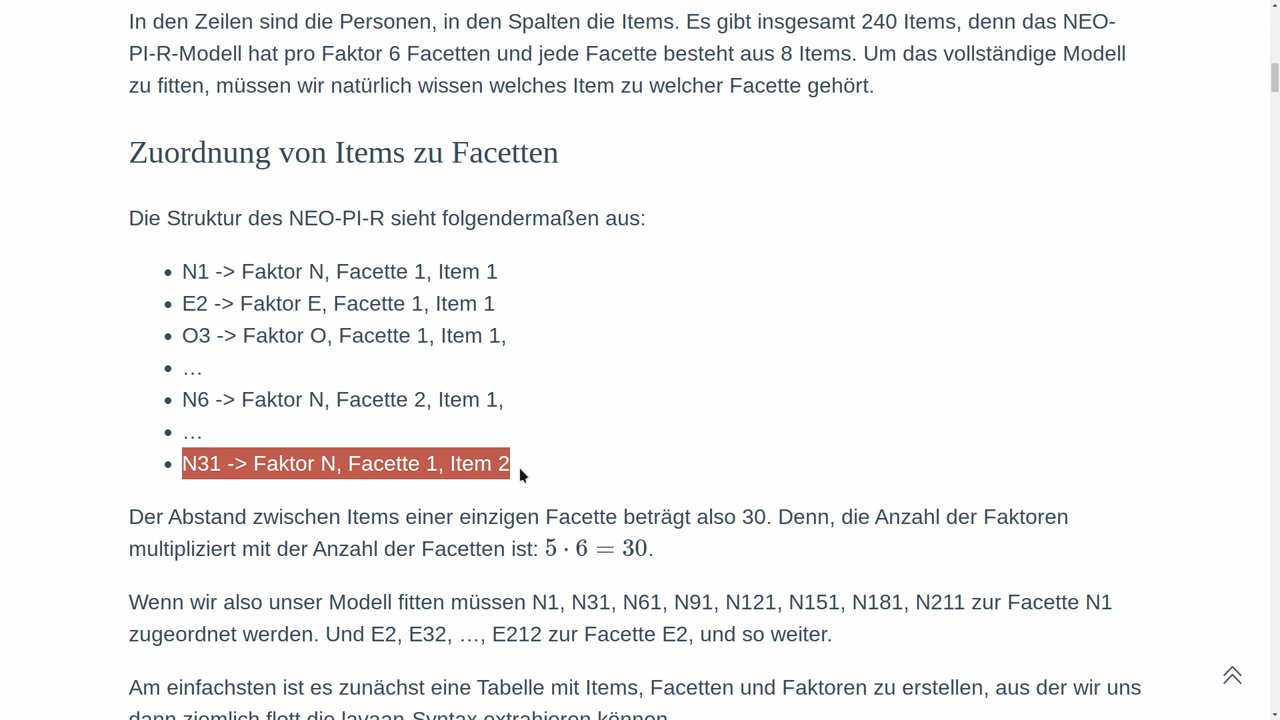 In den Zeilen sind die Personen, in den Spalten die Items. Es gibt insgesamt 240 Items, denn das NEO-
PI-R-Modell hat pro Faktor 6 Facetten und jede Facette besteht aus 8 Items. Um das vollständige Modell
zu fitten, müssen wir natürlich wissen welches Item zu welcher Facette gehört.
Zuordnung von Items zu Facetten
Die Struktur des NEO-PI-R sieht folgendermaßen aus:
• N1 -> Faktor N, Facette 1, Item 1
• E2 -> Faktor E, Facette 1, Item 1
• O3 -> Faktor O, Facette 1, Item 1,
• …
• N6 -> Faktor N, Facette 2, Item 1,
• …
• N31 -> Faktor N, Facette 1, Item 2
Der Abstand zwischen Items einer einzigen Facette beträgt also 30. Denn, die Anzahl der Faktoren
multipliziert mit der Anzahl der Facetten ist: 5 · 6 = 30.
Wenn wir also unser Modell fitten müssen N1, N31, N61, N91, N121, N151, N181, N211 zur Facette N1
zugeordnet werden. Und E2, E32, …, E212 zur Facette E2, und so weiter.
Am einfachsten ist es zunächst eine Tabelle mit Items, Facetten und Faktoren zu erstellen, aus der wir uns
dann ziemlich flott die lavaan-Syntax extrahieren können.